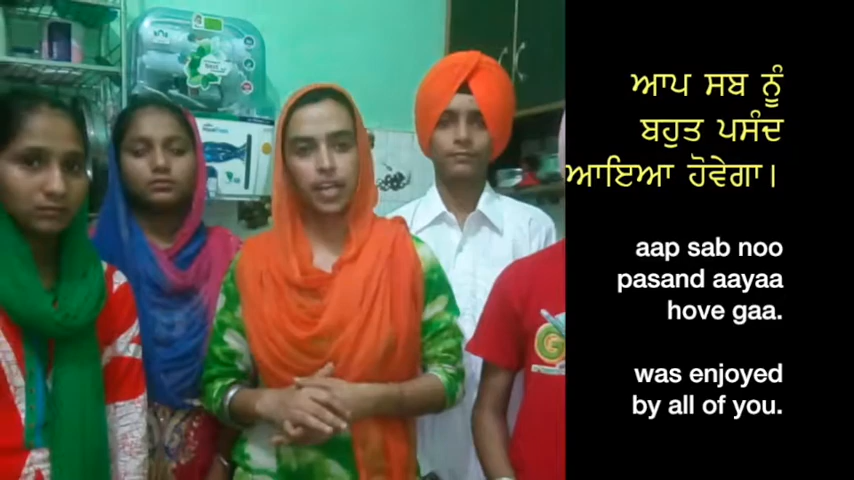 ਆਪ ਸਬ ਨੂੰ
ਬਹੁਤ ਪਸੰਦ
ਆਇਆ ਹੋਵੇਗਾ।
aap sab noo
pasand aayaa
hove gaa.
was enjoyed
by all of you.